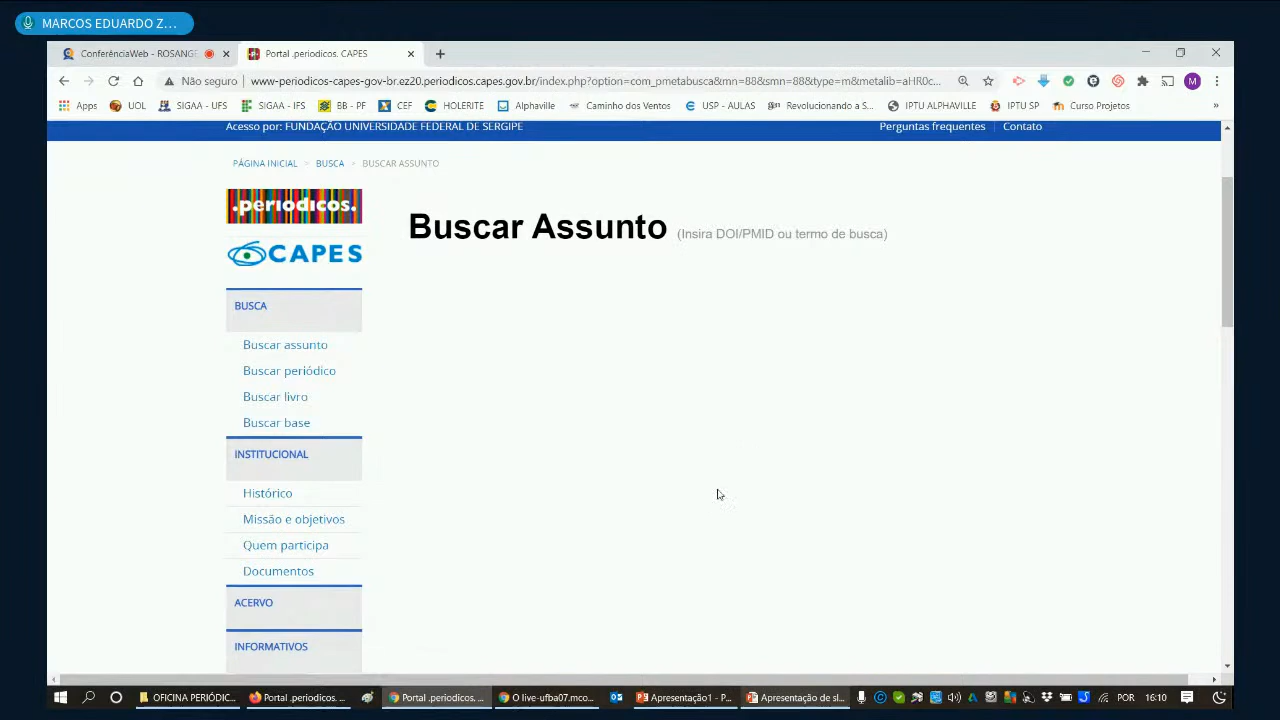 MARCOS EDUARDO Z...
ConferênciaWeb - ROSANGE
Portal .periodicos. CAPES
Não seguro
www-periodicos-capes-gov-br.ez20.periodicos.capes.gov.br/index.php?option=com_pmetabusca&mn=88&smn=88&type=m&metalib=aHR0c...
M
Apps
UOL
SIGAA - UFS
SIGAA - IFS
BB - PF
CEF
HOLERITE
Alphaville
Caminho dos Ventos
USP - AULAS
Revolucionando a S...
IPTU ALPHAVILLE
IPTU SP
Curso Projetos.
»
Acesso por: FUNDAÇÃO UNIVERSIDADE FEDERAL DE SERGIPE
Perguntas frequentes
Contato
PÁGINA INICIAL > BUSCA > BUSCAR ASSUNTO
.periodicos.
CAPES
Buscar Assunto (Insira DOI/PMID ou termo de busca)
BUSCA
Buscar assunto
Buscar periódico
Buscar livro
Buscar base
INSTITUCIONAL
Histórico
Missão e objetivos
Quem participa
Documentos
ACERVO
INFORMATIVOS
OFICINA PERIÓDIC...
Portal .periodicos. ...
Portal .periodicos. ...
O live-ufba07.mco...
Apresentação1 - P...
Apresentação de sl...
POR
16:10